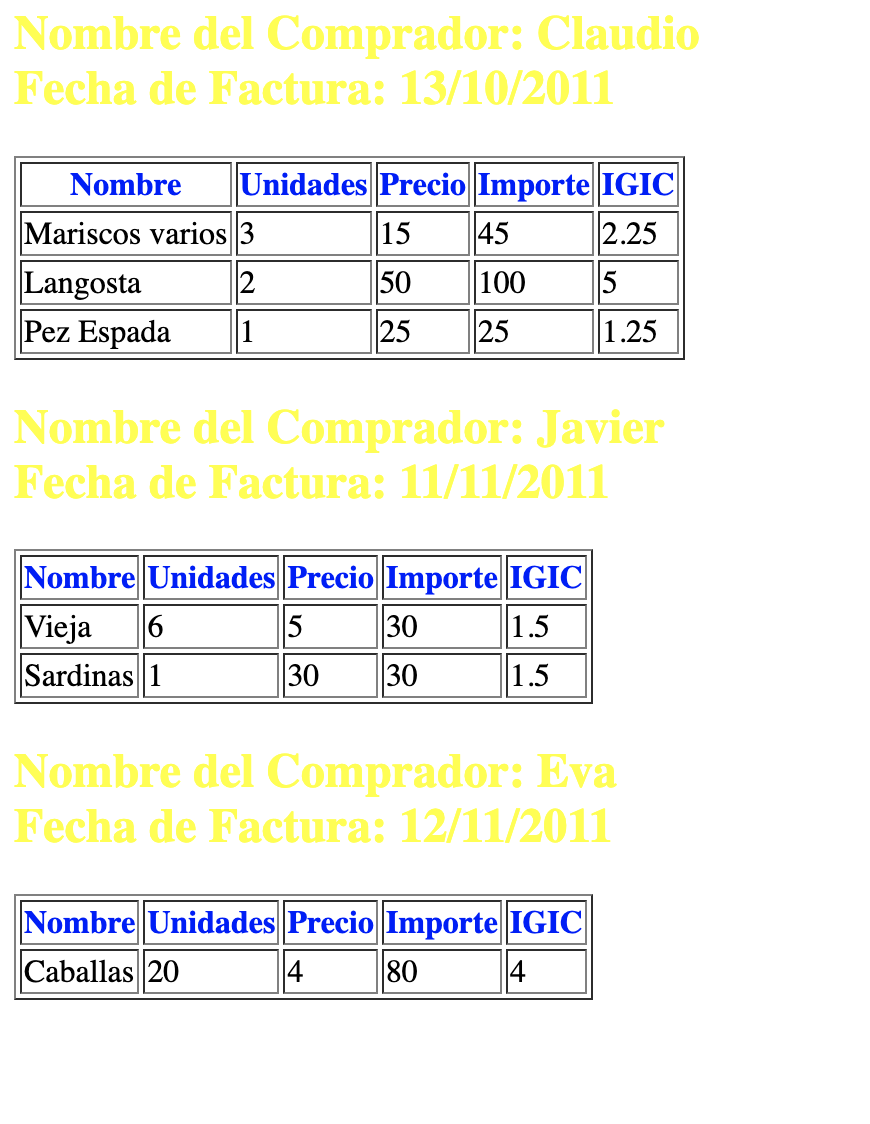 Nombre del Comprador: Claudio
Fecha de Factura: 13/10/2011
Nombre Unidades Precio Importe IGIC
Mariscos varios 3 15 45 2.25
Langosta 2 50 100 5
Pez Espada 1 25 25 1.25
Nombre del Comprador: Javier
Fecha de Factura: 11/11/2011
Nombre Unidades Precio Importe IGIC
Vieja 6 5 30 1.5
Sardinas 1 30 30 1.5
Nombre del Comprador: Eva
Fecha de Factura: 12/11/2011
Nombre Unidades Precio Importe IGIC
Caballas 20 4 80 4